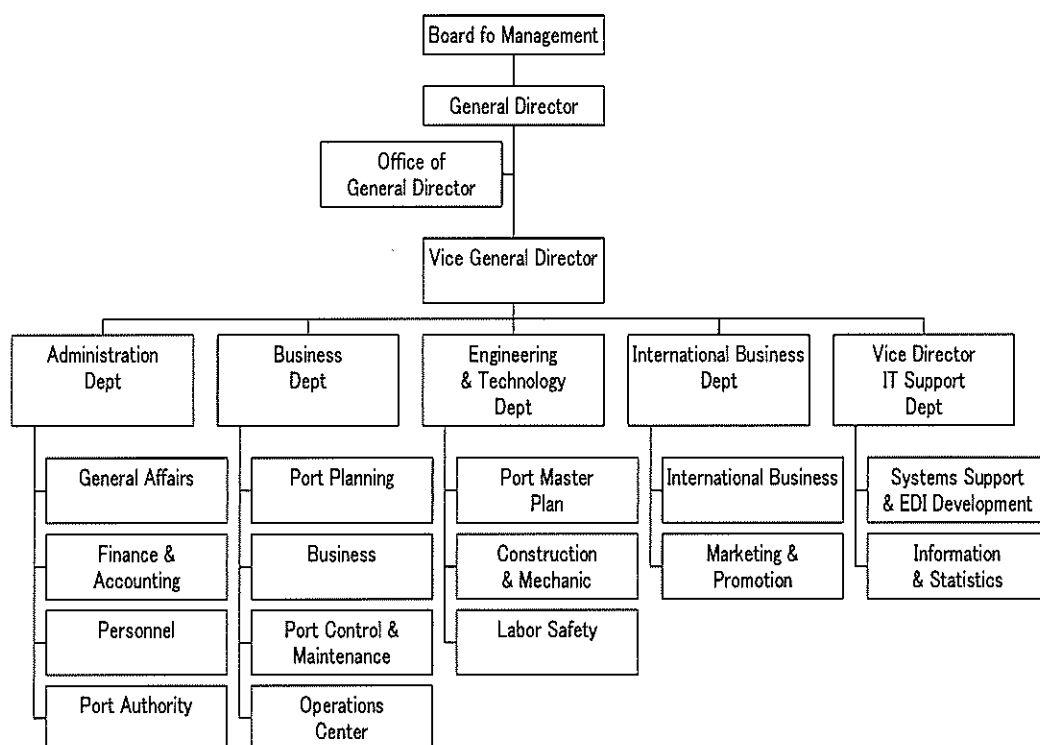 Board fo Management
General Director
Office of
General Director
Vice General Director
Administration
Dept
Business
Dept
Engineering
& Technology
Dept
International Business
Dept
Vice Director
IT Support
Dept
General Affairs
Finance &
Accounting
Personnel
Port Authority
Port Planning
Business
Port Control &
Maintenance
Operations
Center
Port Master
Plan
Construction
& Mechanic
Labor Safety
International Business
Marketing &
Promotion
Systems Support
& EDI Development
Information
& Statistics